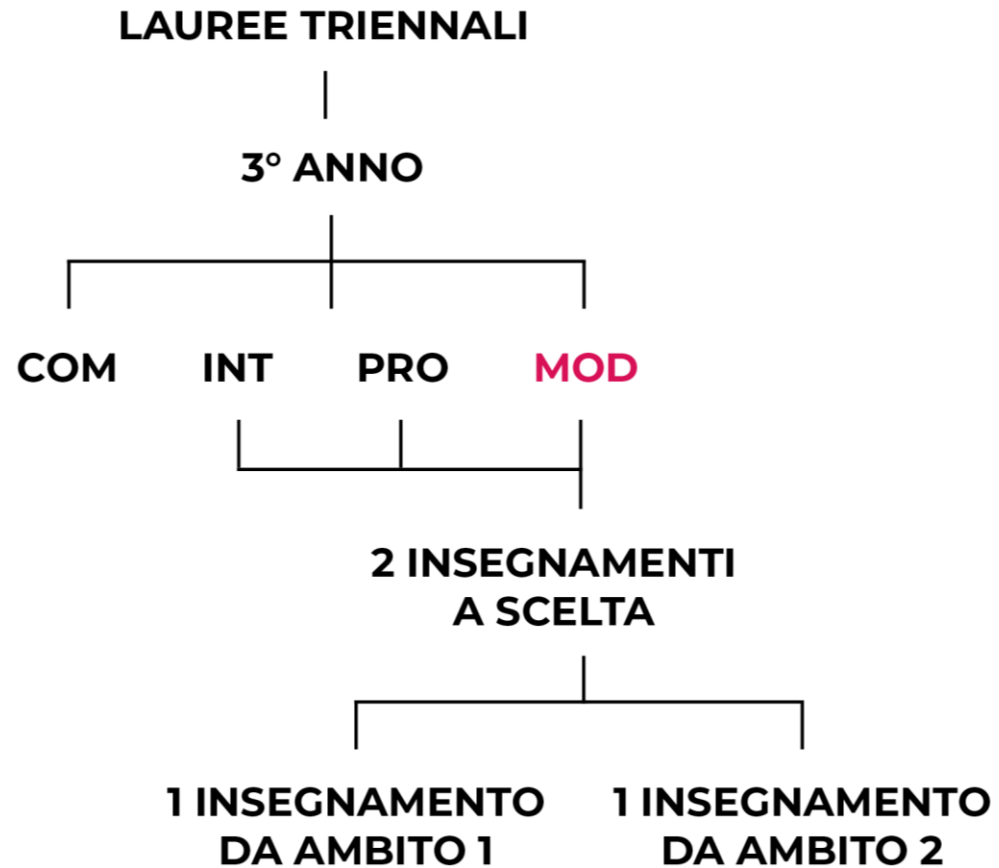 LAUREE TRIENNALI
3° ANNO
COM INT PRO MOD
2 INSEGNAMENTI
A SCELTA
1 INSEGNAMENTO
DA AMBITO 1
1 INSEGNAMENTO
DA AMBITO 2